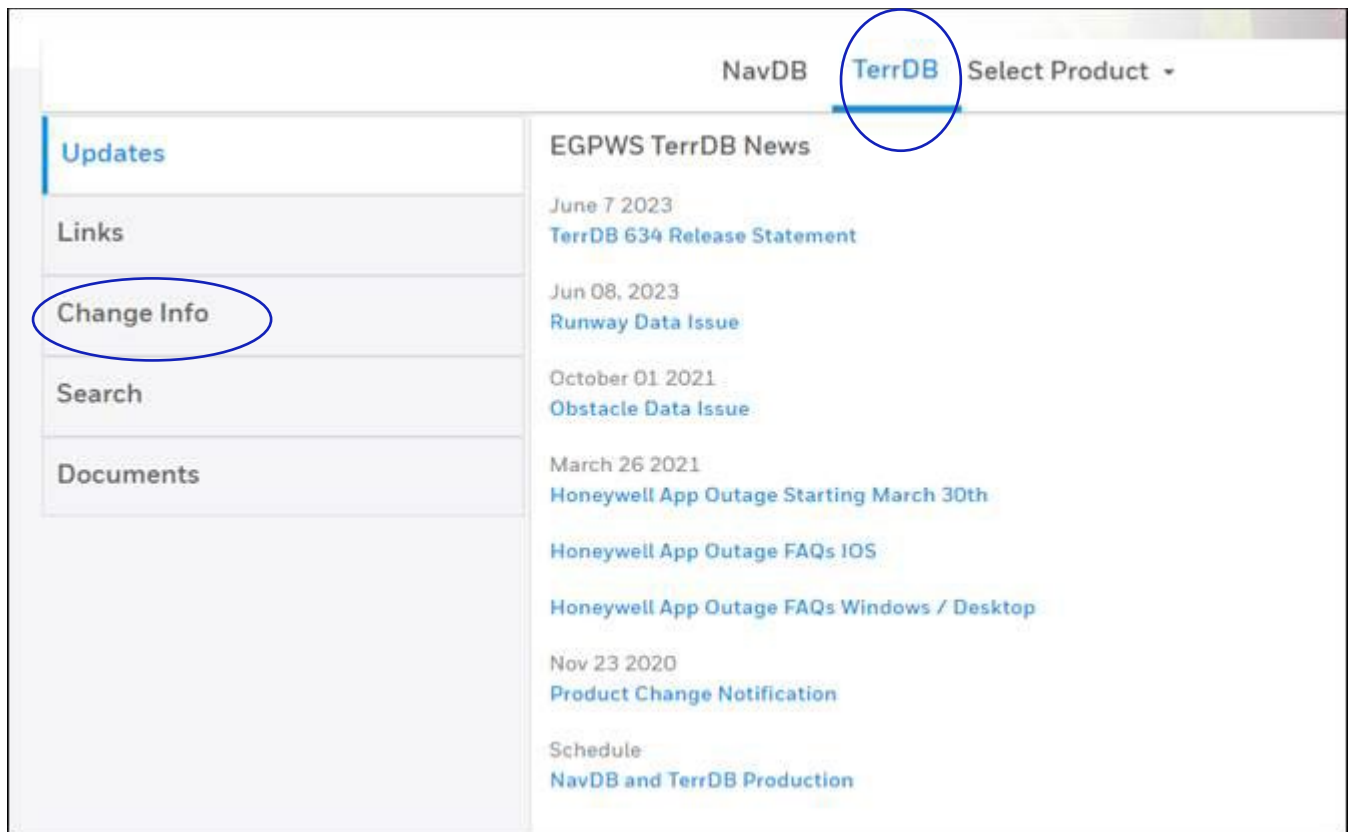 NavDB TerrDB Select Product
Updates
Links
Change Info
Search
Documents
EGPWS TerrDB News
June 7 2023
TerrDB 634 Release Statement
Jun 08, 2023
Runway Data Issue
October 01 2021
Obstacle Data Issue
March 26 2021
Honeywell App Outage Starting March 30th
Honeywell App Outage FAQs IOS
Honeywell App Outage FAQs Windows / Desktop
Nov 23 2020
Product Change Notification
Schedule
NavDB and TerrDB Production